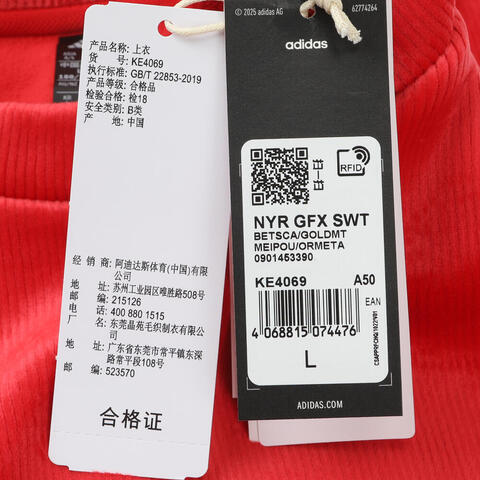 产品名称：上衣
货    号：KE4069
执行标准：GB/T 22853-2019
产品等级：合格品
检验合格：检18
安全类别：B类
产    地：中国
经 销 商：阿迪达斯体育(中国)有限公司
地    址：苏州工业园区唯胜路508号
邮    编：215126
电    话：400 880 1515
制 造 商：东莞晶苑毛织制衣有限公司
地    址：广东省东莞市常平镇东深路常平段108号
邮    编：523570
合格证
© 2025 adidas AG
62774264
adidas
RFID
NYR GFX SWT
BETSCA/GOLDMT
MEIPOU/ORMETA
0901453390
KE4069 A50
EAN
4 068815 074476
L
ADIDAS.COM